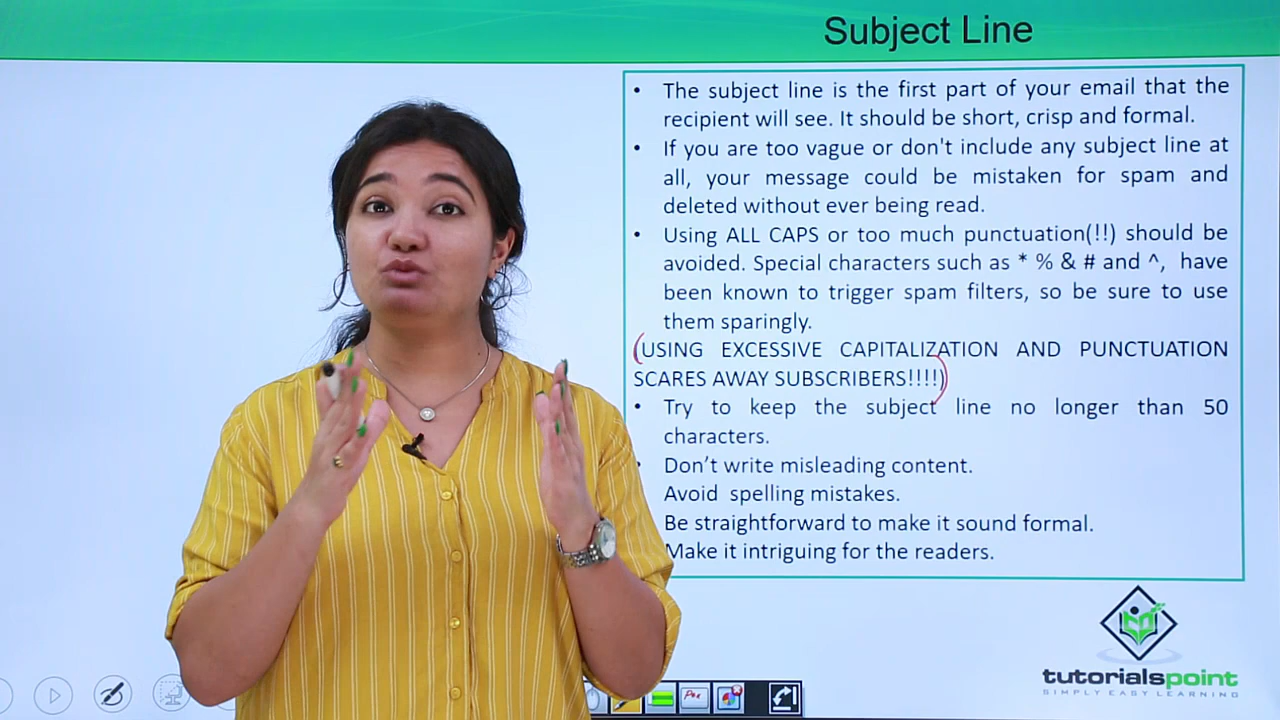 Subject Line
• The subject line is the first part of your email that the
recipient will see. It should be short, crisp and formal.
• If you are too vague or don't include any subject line at
all, your message could be mistaken for spam and
deleted without ever being read.
• Using ALL CAPS or too much punctuation(!!) should be
avoided. Special characters such as * % & # and ^, have
been known to trigger spam filters, so be sure to use
them sparingly.
(USING EXCESSIVE CAPITALIZATION AND PUNCTUATION
SCARES AWAY SUBSCRIBERS!!!!)
• Try to keep the subject line no longer than 50
characters.
• Don’t write misleading content.
Avoid spelling mistakes.
Be straightforward to make it sound formal.
Make it intriguing for the readers.
tutorialspoint
SIMPLY EASY LEARNING